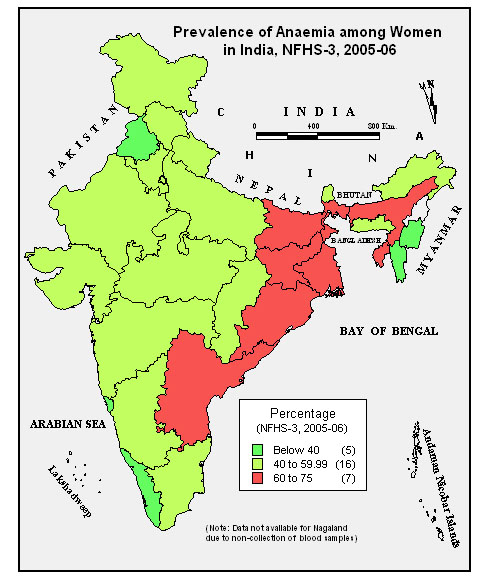 Prevalence of Anaemia among Women
in India, NFHS-3, 2005-06
N
I N D I A
0 400 800 Km.
PAKISTAN
C H I N A
NEPAL
BHUTAN
BANGLADESH
MYANMAR
BAY OF BENGAL
ARABIAN SEA
Lakshadweep
Andaman Nicobar Islands
Percentage
(NFHS-3, 2005-06)
Below 40 (5)
40 to 59.99 (16)
60 to 75 (7)
(Note: Data not available for Nagaland
due to non-collection of blood samples)